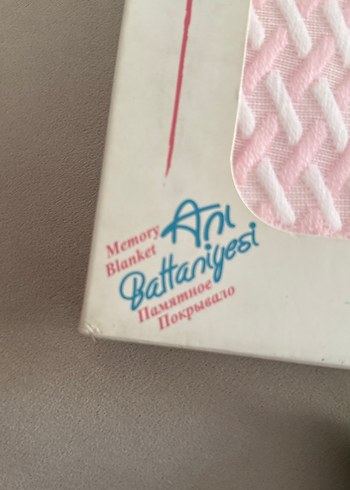 Memory
Blanket
Anı
Battaniyesi
Памятное
Покрывало